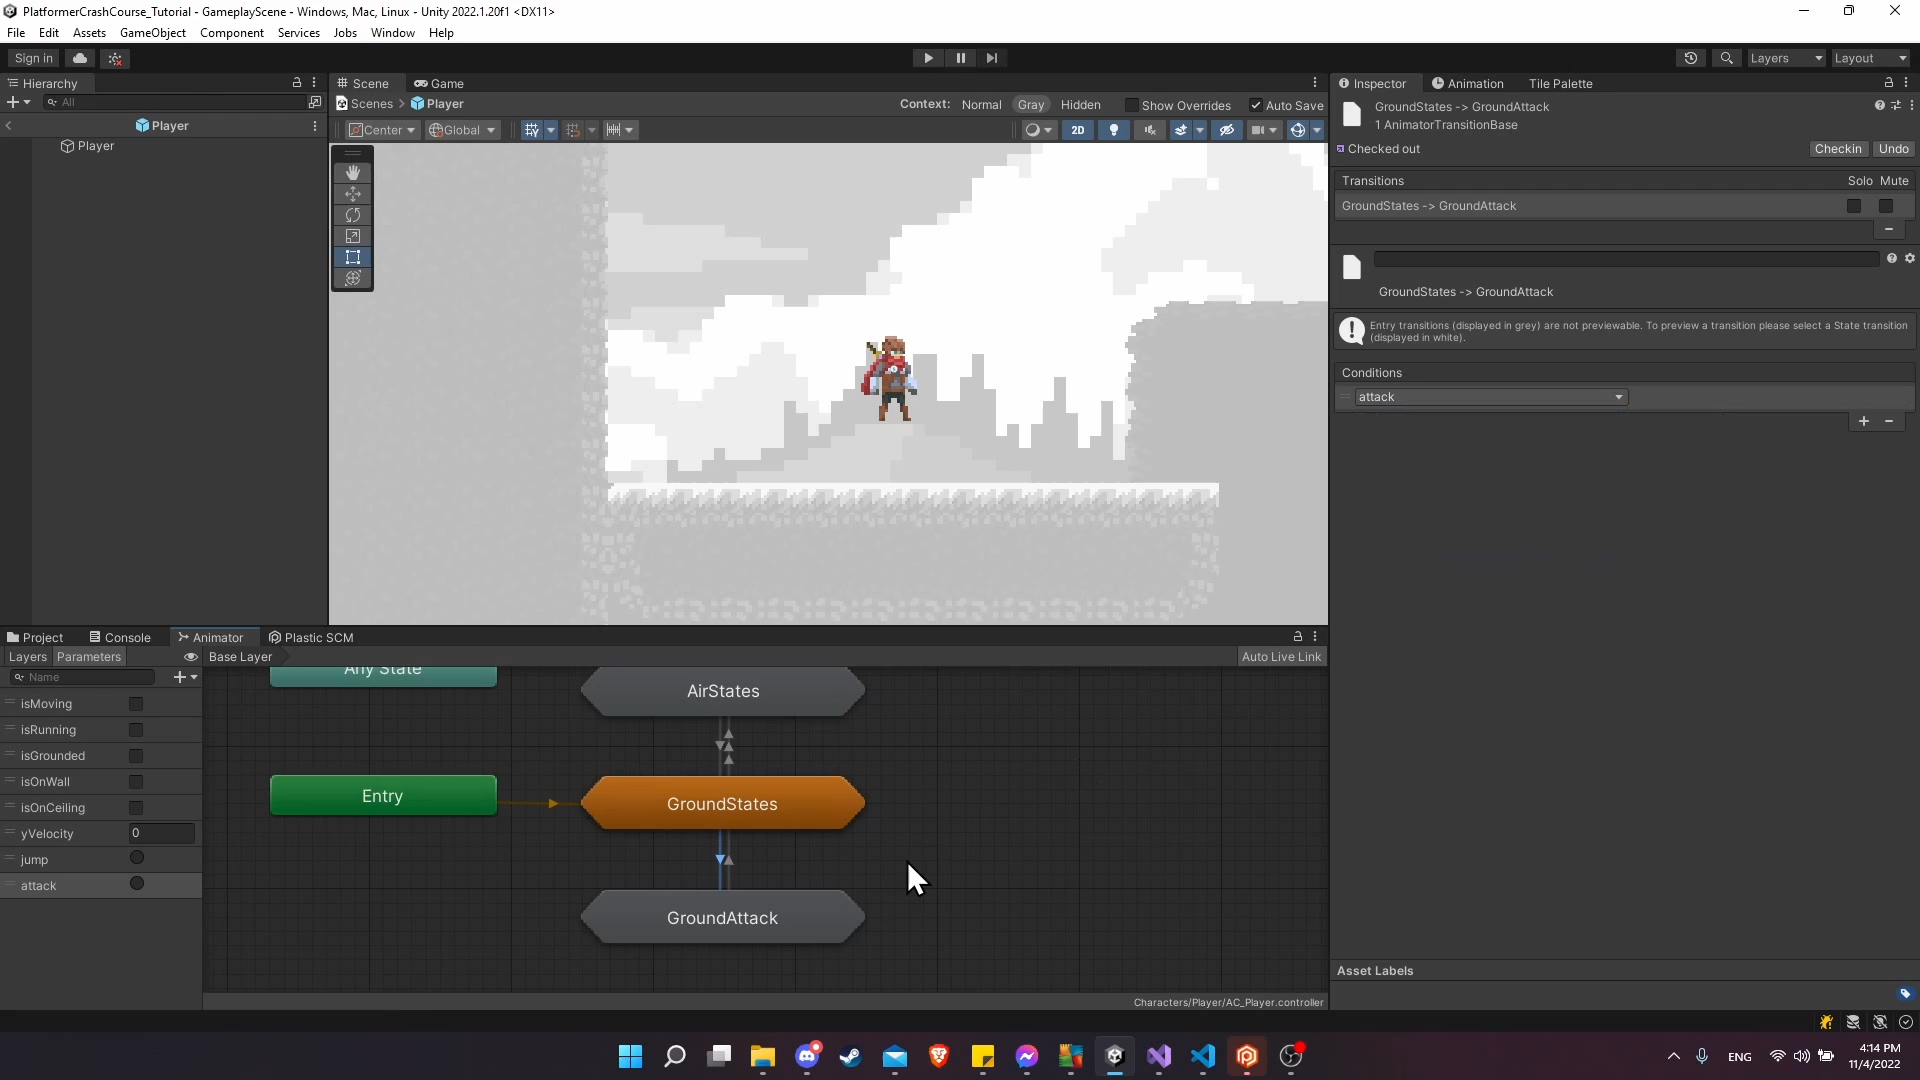 PlatformerCrashCourse_Tutorial - GameplayScene - Windows, Mac, Linux - Unity 2022.1.20f1 <DX11>
File Edit Assets GameObject Component Services Jobs Window Help
Sign in
Layers
Layout
Hierarchy
All
Player
Player
Scene
Game
Scenes
Player
Context: Normal Gray Hidden Show Overrides Auto Save
Center
Global
2D
Inspector
Animation
Tile Palette
GroundStates -> GroundAttack
1 AnimatorTransitionBase
Checked out
Checkin
Undo
Transitions Solo Mute
GroundStates -> GroundAttack
GroundStates -> GroundAttack
Entry transitions (displayed in grey) are not previewable. To preview a transition please select a State transition
(displayed in white).
Conditions
attack
Asset Labels
Project
Console
Animator
Plastic SCM
Layers
Parameters
Base Layer
Auto Live Link
Name
isMoving
isRunning
isGrounded
isOnWall
isOnCeiling
yVelocity 0
jump
attack
Any State
AirStates
Entry
GroundStates
GroundAttack
Characters/Player/AC_Player.controller
ENG
4:14 PM
11/4/2022